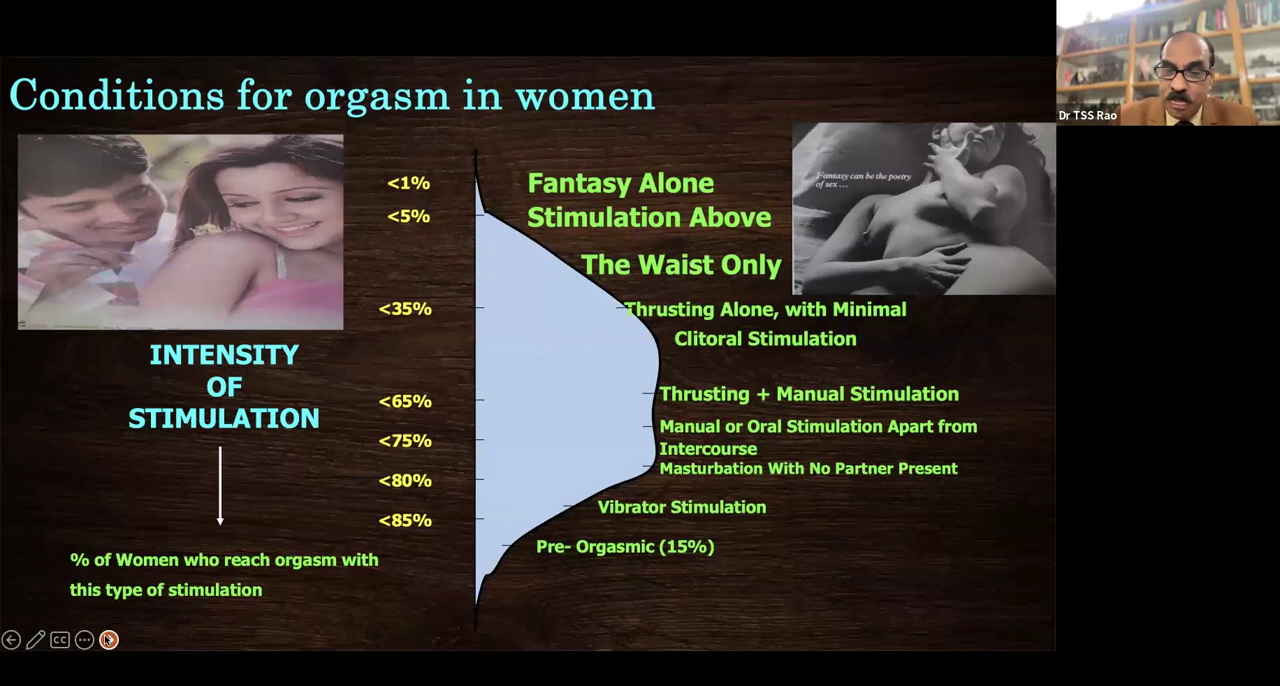 Conditions for orgasm in women
Dr TSS Rao
Fantasy can be the poetry
of sex ...
<1%
Fantasy Alone
<5%
Stimulation Above
The Waist Only
<35%
Thrusting Alone, with Minimal
Clitoral Stimulation
INTENSITY
OF
STIMULATION
<65%
Thrusting + Manual Stimulation
<75%
Manual or Oral Stimulation Apart from
Intercourse
<80%
Masturbation With No Partner Present
<85%
Vibrator Stimulation
Pre- Orgasmic (15%)
% of Women who reach orgasm with
this type of stimulation
CC